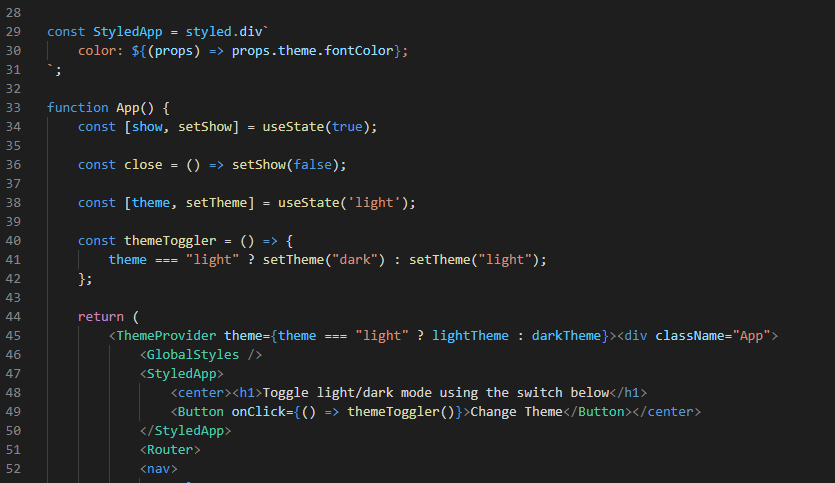 28
29 const StyledApp = styled.div`
30     color: ${(props) => props.theme.fontColor};
31 `;
32
33 function App() {
34     const [show, setShow] = useState(true);
35
36     const close = () => setShow(false);
37
38     const [theme, setTheme] = useState('light');
39
40     const themeToggler = () => {
41         theme === "light" ? setTheme("dark") : setTheme("light");
42     };
43
44     return (
45         <ThemeProvider theme={theme === "light" ? lightTheme : darkTheme}><div className="App">
46             <GlobalStyles />
47             <StyledApp>
48                 <center><h1>Toggle light/dark mode using the switch below</h1>
49                 <Button onClick={() => themeToggler()}>Change Theme</Button></center>
50             </StyledApp>
51             <Router>
52             <nav>